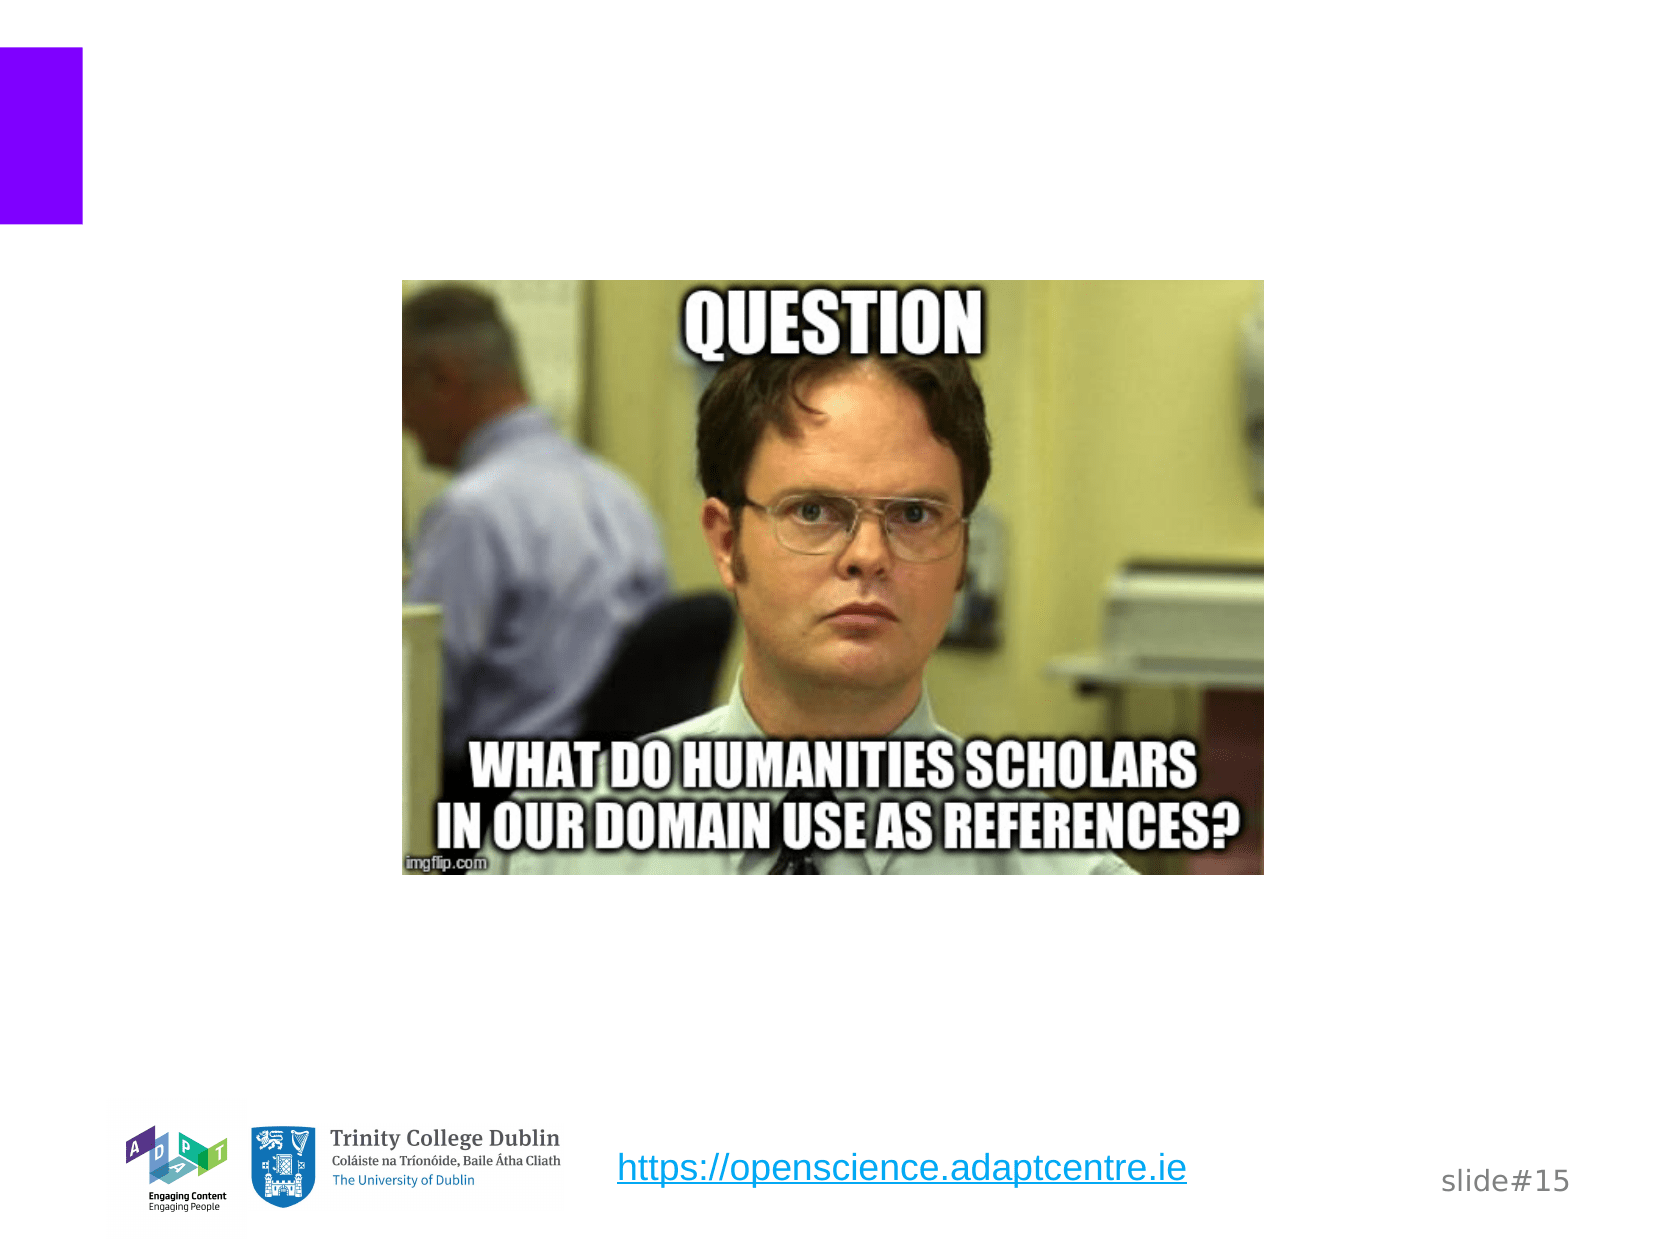 QUESTION
WHAT DO HUMANITIES SCHOLARS
IN OUR DOMAIN USE AS REFERENCES?
imgflip.com
A D A P T
Engaging Content
Engaging People
Trinity College Dublin
Coláiste na Tríonóide, Baile Átha Cliath
The University of Dublin
https://openscience.adaptcentre.ie
slide#15